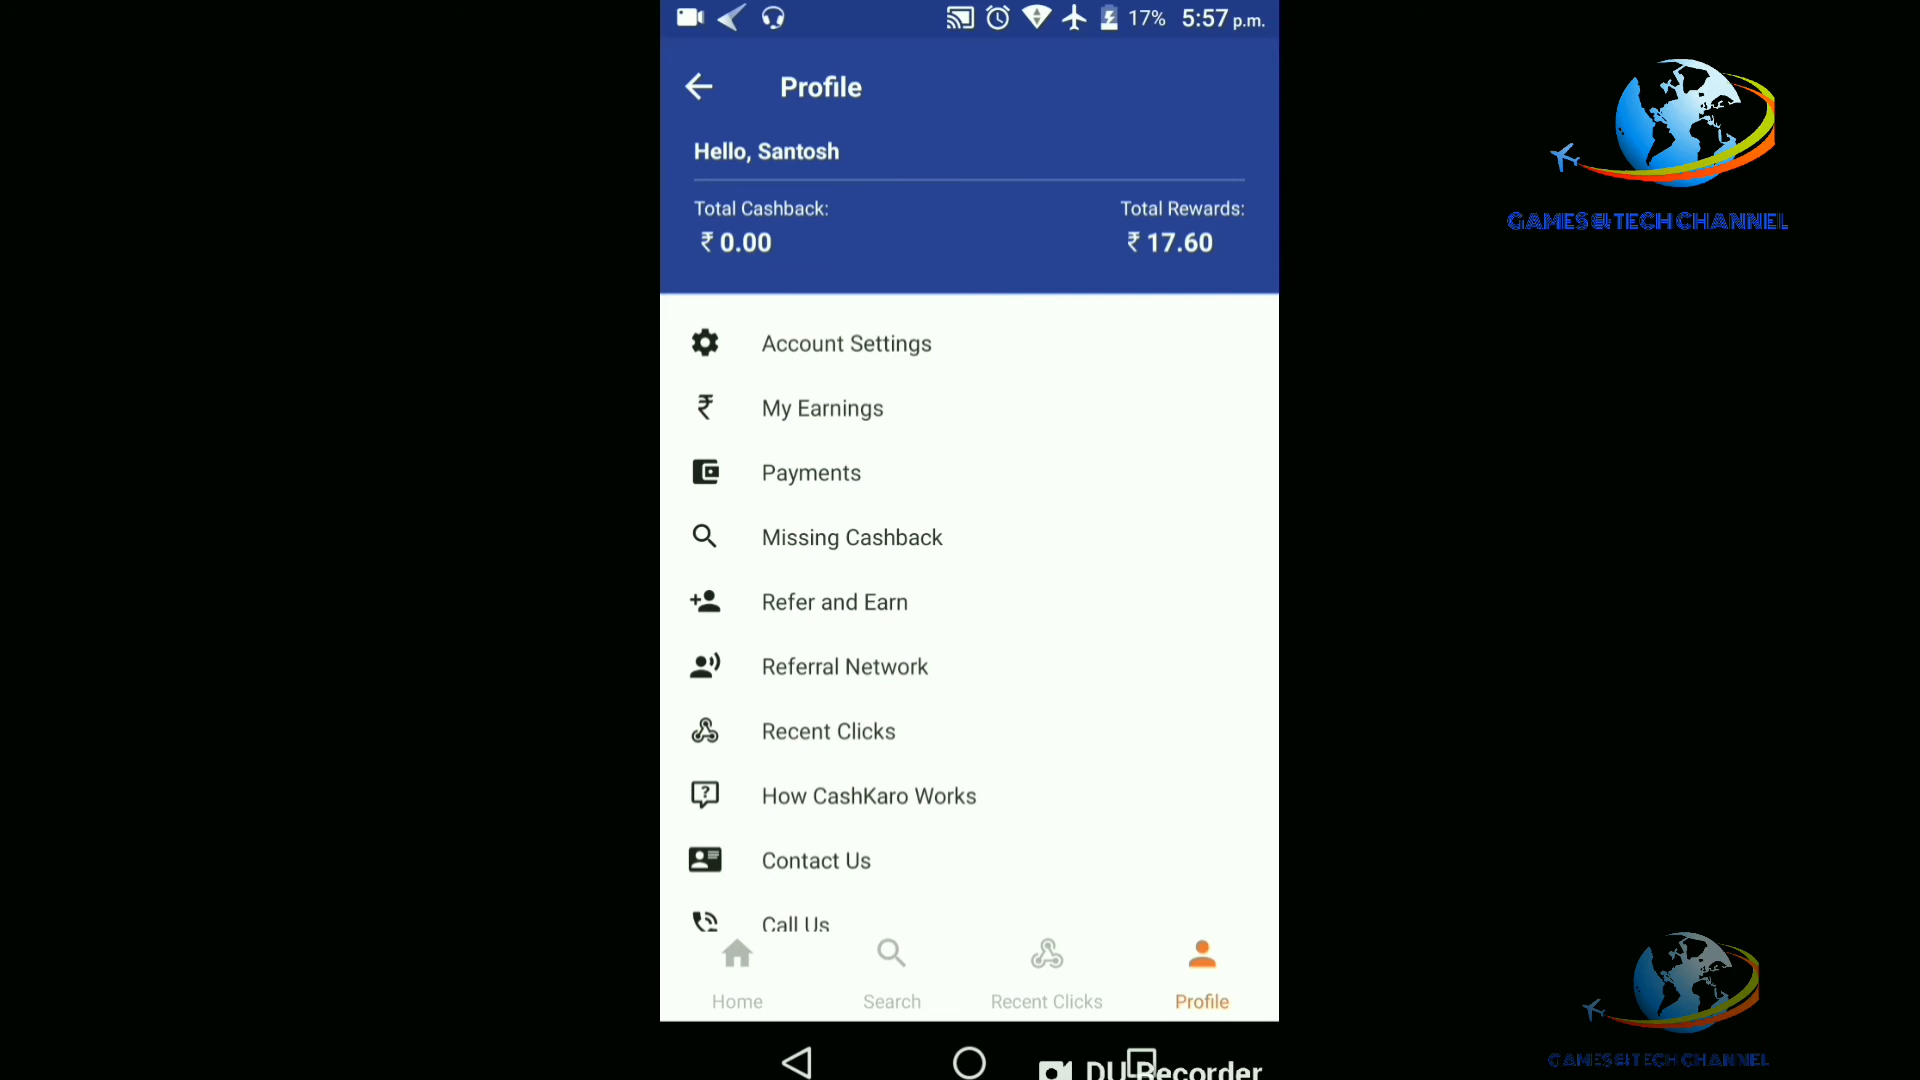 17% 5:57 p.m.
Profile
Hello, Santosh
Total Cashback: Total Rewards:
₹ 0.00 ₹ 17.60
Account Settings
My Earnings
Payments
Missing Cashback
Refer and Earn
Referral Network
Recent Clicks
How CashKaro Works
Contact Us
Call Us
Home Search Recent Clicks Profile
DU Recorder
GAMES & TECH CHANNEL
GAMES & TECH CHANNEL